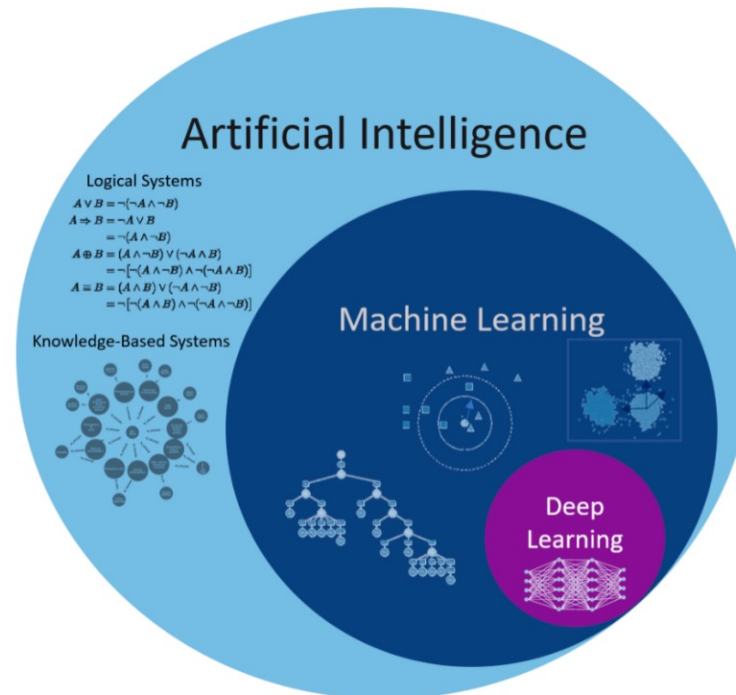 Artificial Intelligence
Logical Systems
A ∨ B = ¬(¬A ∧ ¬B)
A ⇒ B = ¬A ∨ B
= ¬(A ∧ ¬B)
A ⊕ B = (A ∧ ¬B) ∨ (¬A ∧ B)
= ¬[¬(A ∧ ¬B) ∧ ¬(¬A ∧ B)]
A ≡ B = (A ∧ B) ∨ (¬A ∧ ¬B)
= ¬[¬(A ∧ B) ∧ ¬(¬A ∧ ¬B)]
Knowledge-Based Systems
Machine Learning
Deep
Learning